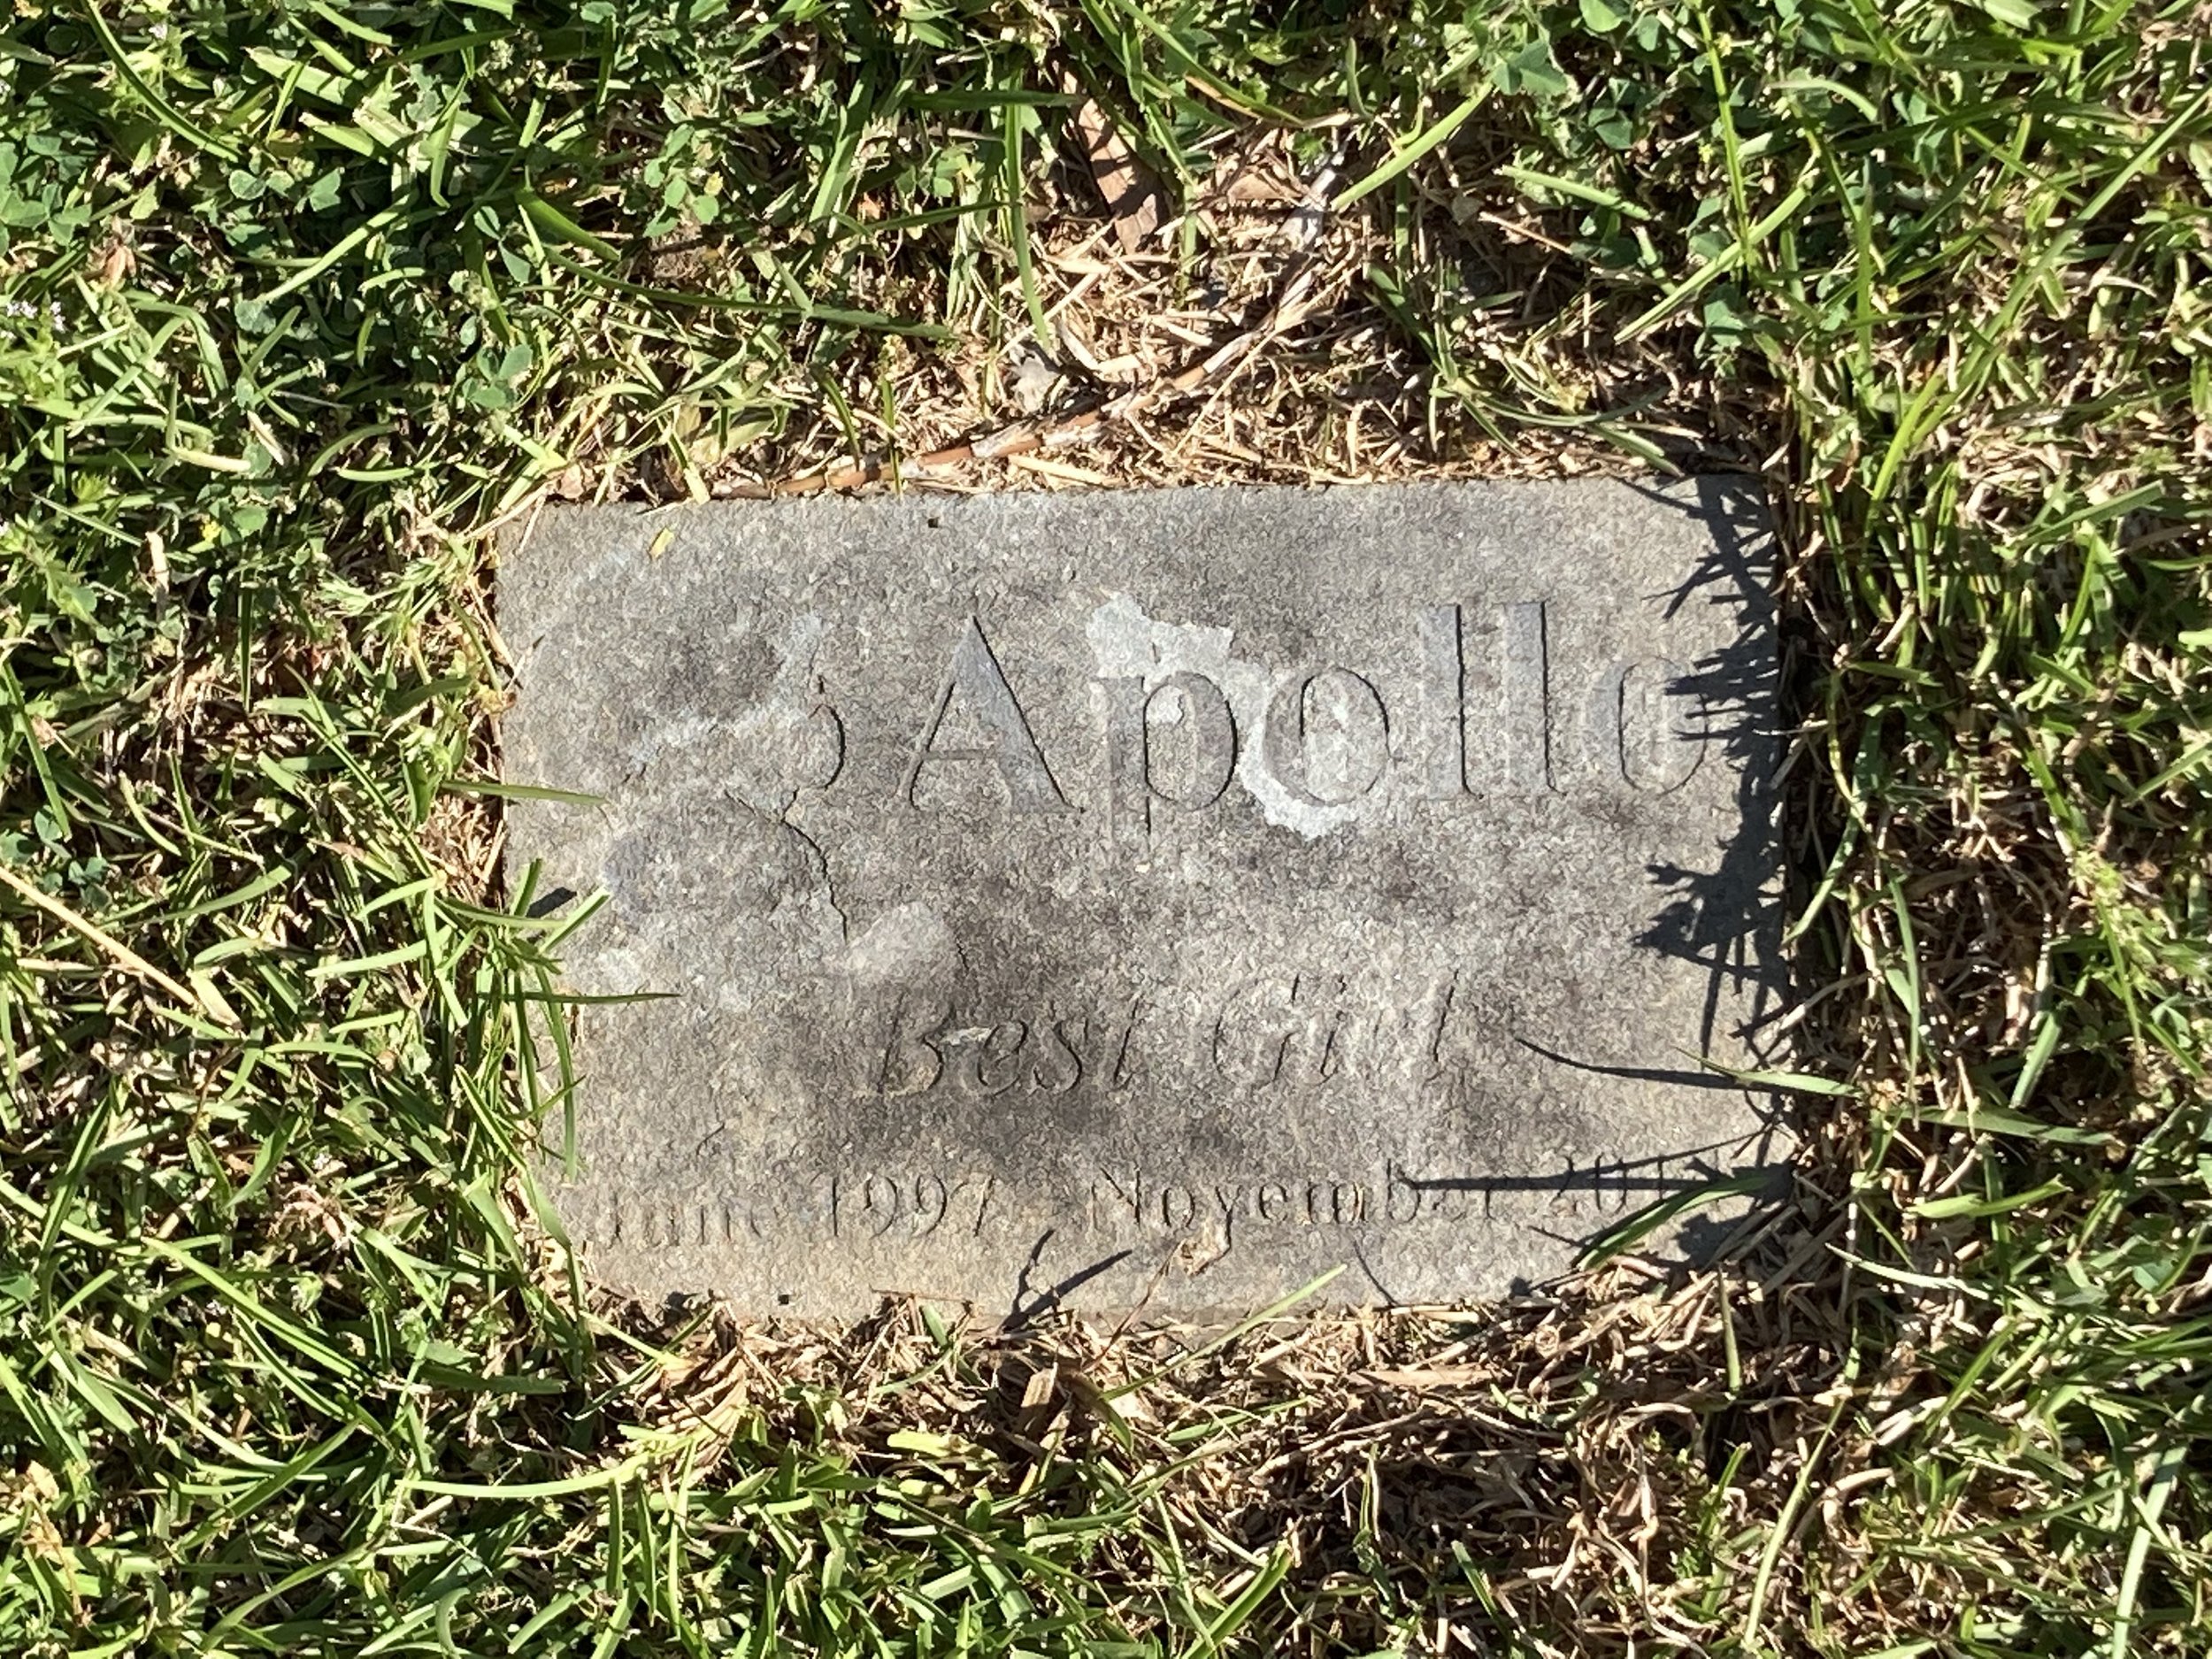 Apollo
Best Girl
June 1997 - November